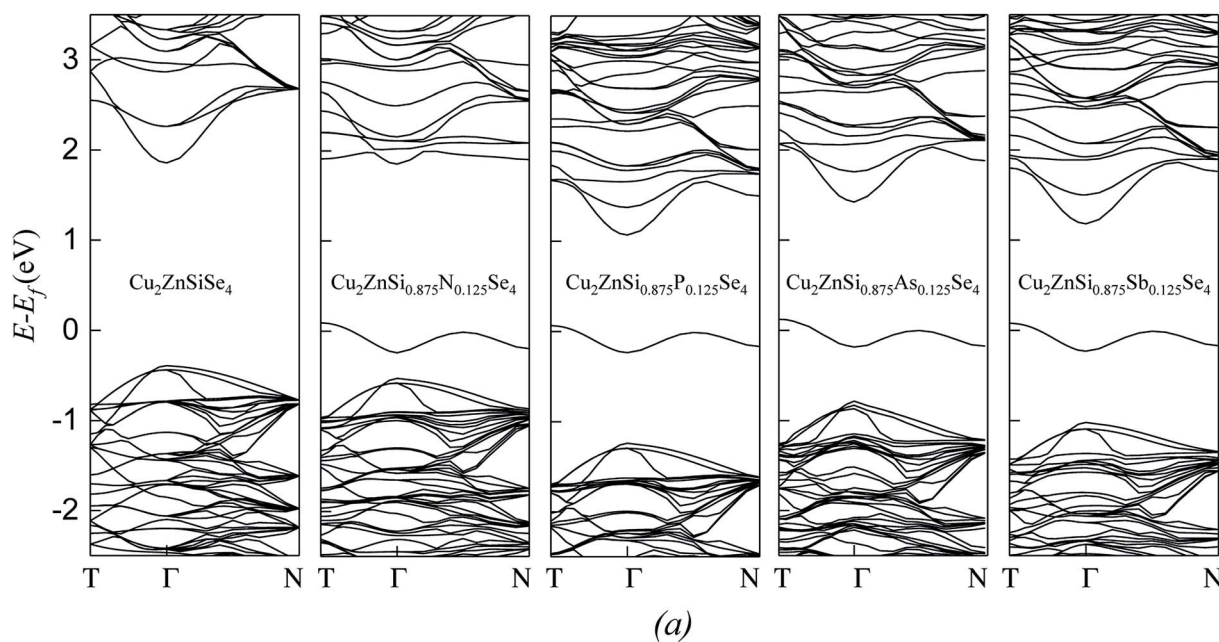 E-E_f(eV)
3
2
1
0
-1
-2
Cu₂ZnSiSe₄
Cu₂ZnSi₀.₈₇₅N₀.₁₂₅Se₄
Cu₂ZnSi₀.₈₇₅P₀.₁₂₅Se₄
Cu₂ZnSi₀.₈₇₅As₀.₁₂₅Se₄
Cu₂ZnSi₀.₈₇₅Sb₀.₁₂₅Se₄
T Γ N T Γ N T Γ N T Γ N T Γ N
(a)